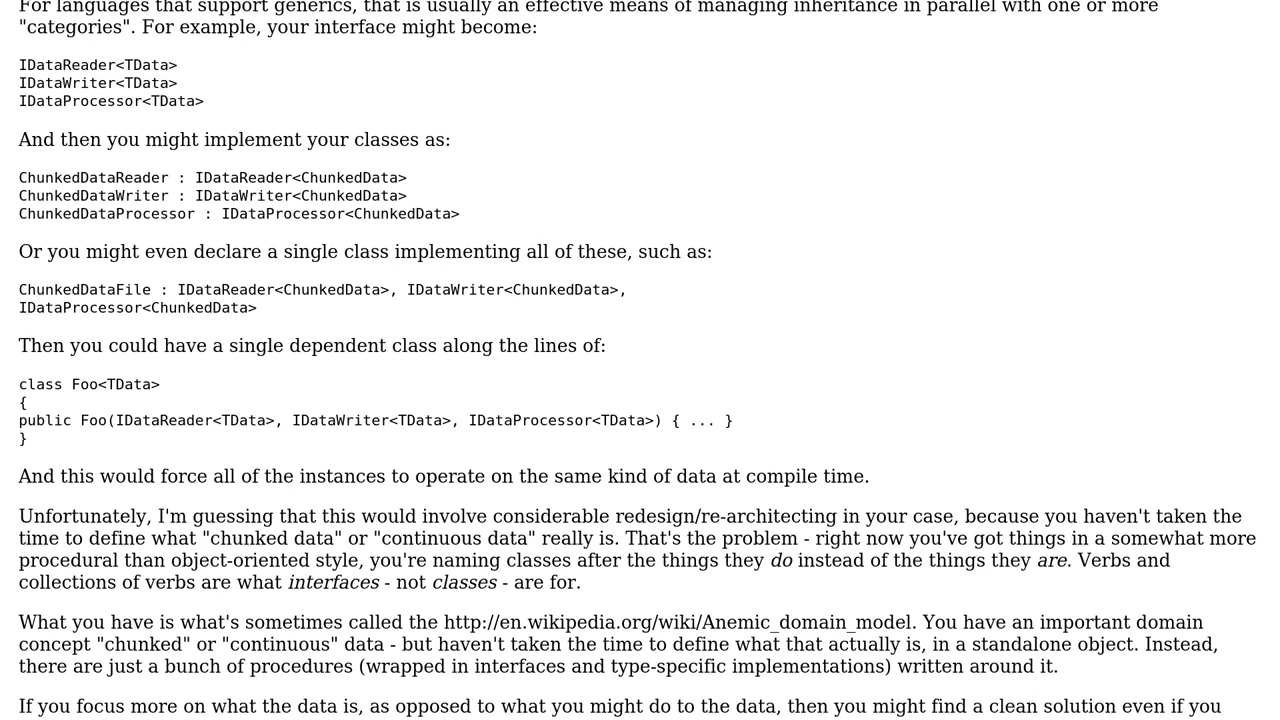 For languages that support generics, that is usually an effective means of managing inheritance in parallel with one or more
"categories". For example, your interface might become:
IDataReader<TData>
IDataWriter<TData>
IDataProcessor<TData>
And then you might implement your classes as:
ChunkedDataReader : IDataReader<ChunkedData>
ChunkedDataWriter : IDataWriter<ChunkedData>
ChunkedDataProcessor : IDataProcessor<ChunkedData>
Or you might even declare a single class implementing all of these, such as:
ChunkedDataFile : IDataReader<ChunkedData>, IDataWriter<ChunkedData>,
IDataProcessor<ChunkedData>
Then you could have a single dependent class along the lines of:
class Foo<TData>
{
public Foo(IDataReader<TData>, IDataWriter<TData>, IDataProcessor<TData>) { ... }
}
And this would force all of the instances to operate on the same kind of data at compile time.
Unfortunately, I'm guessing that this would involve considerable redesign/re-architecting in your case, because you haven't taken the
time to define what "chunked data" or "continuous data" really is. That's the problem - right now you've got things in a somewhat more
procedural than object-oriented style, you're naming classes after the things they do instead of the things they are. Verbs and
collections of verbs are what interfaces - not classes - are for.
What you have is what's sometimes called the http://en.wikipedia.org/wiki/Anemic_domain_model. You have an important domain
concept "chunked" or "continuous" data - but haven't taken the time to define what that actually is, in a standalone object. Instead,
there are just a bunch of procedures (wrapped in interfaces and type-specific implementations) written around it.
If you focus more on what the data is, as opposed to what you might do to the data, then you might find a clean solution even if you